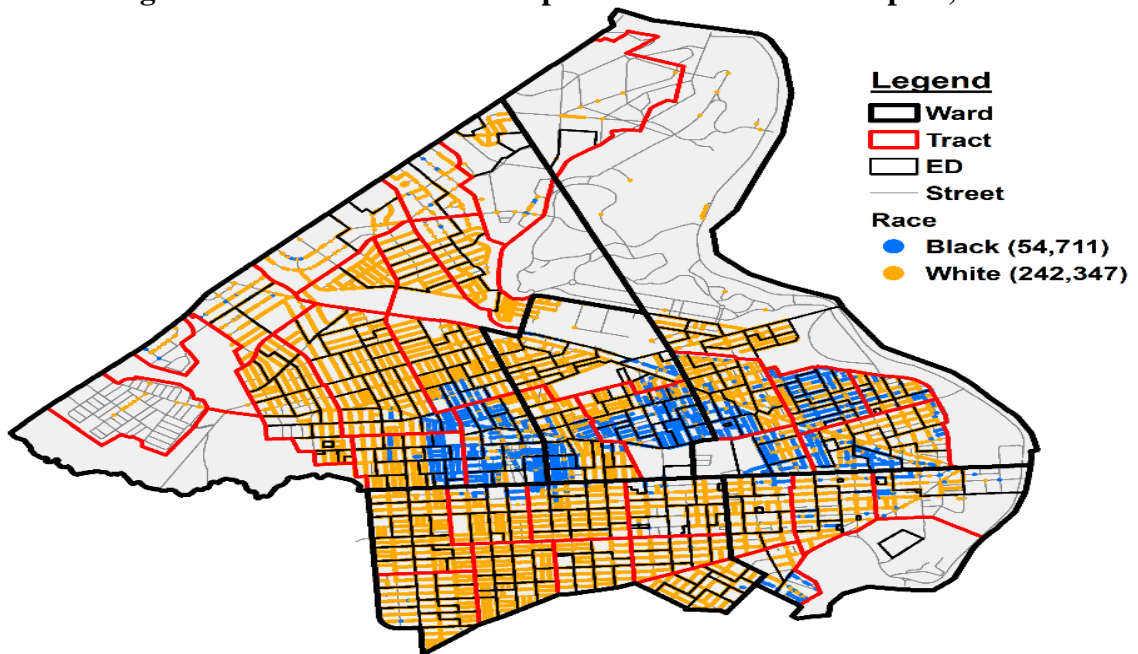 Legend
Ward
Tract
ED
Street
Race
Black (54,711)
White (242,347)